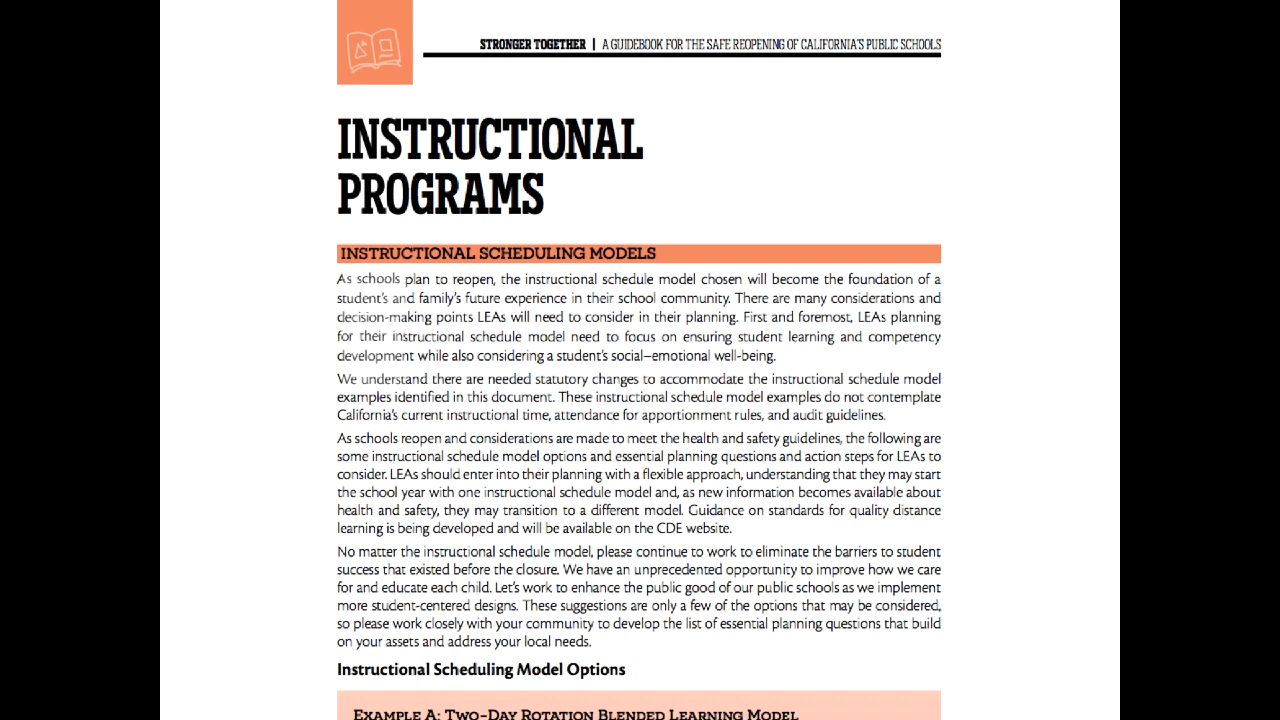 STRONGER TOGETHER | A GUIDEBOOK FOR THE SAFE REOPENING OF CALIFORNIA'S PUBLIC SCHOOLS
INSTRUCTIONAL
PROGRAMS
INSTRUCTIONAL SCHEDULING MODELS
As schools plan to reopen, the instructional schedule model chosen will become the foundation of a
student's and family's future experience in their school community. There are many considerations and
decision-making points LEAs will need to consider in their planning. First and foremost, LEAs planning
for their instructional schedule model need to focus on ensuring student learning and competency
development while also considering a student's social–emotional well-being.
We understand there are needed statutory changes to accommodate the instructional schedule model
examples identified in this document. These instructional schedule model examples do not contemplate
California's current instructional time, attendance for apportionment rules, and audit guidelines.
As schools reopen and considerations are made to meet the health and safety guidelines, the following are
some instructional schedule model options and essential planning questions and action steps for LEAs to
consider. LEAs should enter into their planning with a flexible approach, understanding that they may start
the school year with one instructional schedule model and, as new information becomes available about
health and safety, they may transition to a different model. Guidance on standards for quality distance
learning is being developed and will be available on the CDE website.
No matter the instructional schedule model, please continue to work to eliminate the barriers to student
success that existed before the closure. We have an unprecedented opportunity to improve how we care
for and educate each child. Let's work to enhance the public good of our public schools as we implement
more student-centered designs. These suggestions are only a few of the options that may be considered,
so please work closely with your community to develop the list of essential planning questions that build
on your assets and address your local needs.
Instructional Scheduling Model Options
EXAMPLE A: TWO-DAY ROTATION BLENDED LEARNING MODEL